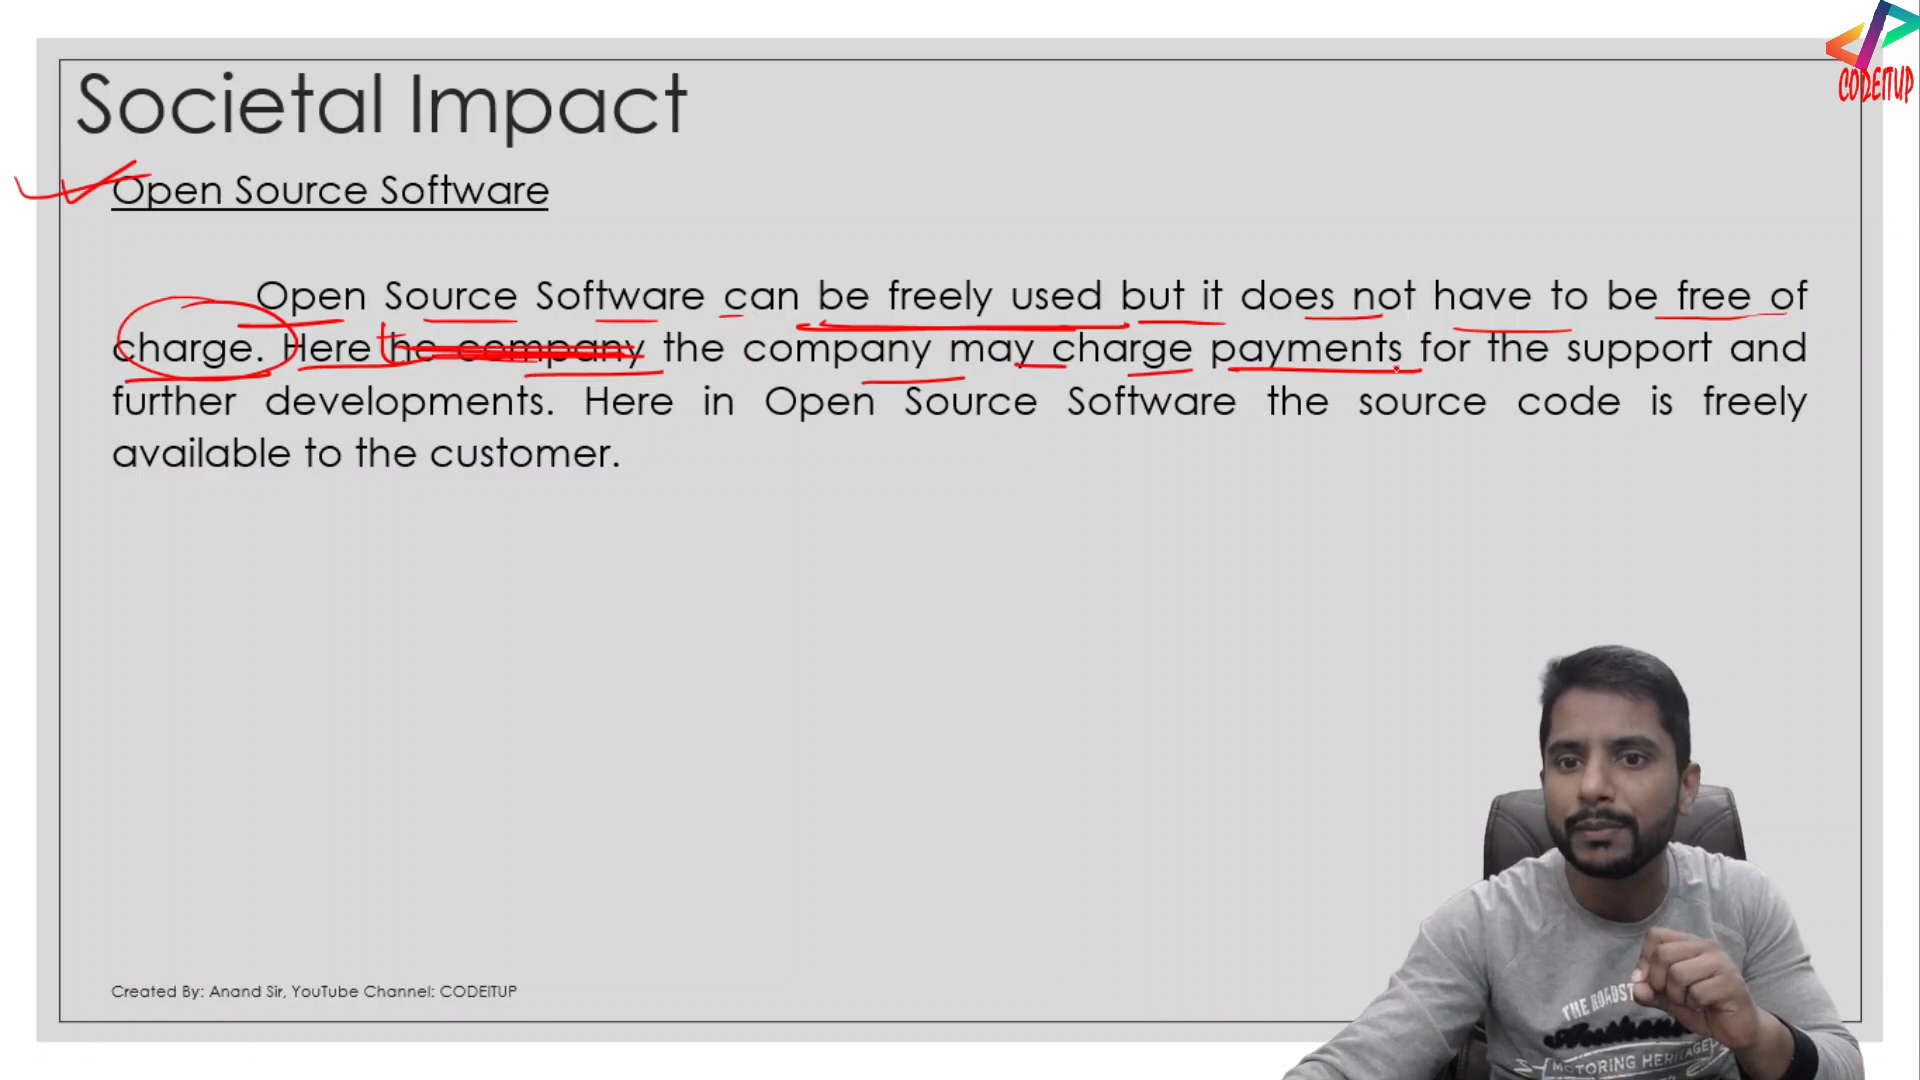 CODEITUP
Societal Impact
Open Source Software
Open Source Software can be freely used but it does not have to be free of
charge. Here he company the company may charge payments for the support and
further developments. Here in Open Source Software the source code is freely
available to the customer.
Created By: Anand Sir, YouTube Channel: CODEITUP
THE ROADST
MOTORING HERITAGE